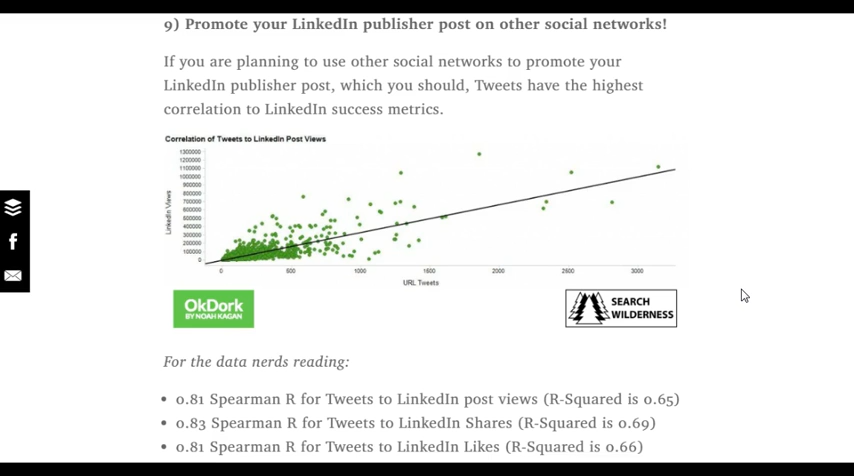 9) Promote your LinkedIn publisher post on other social networks!
If you are planning to use other social networks to promote your
LinkedIn publisher post, which you should, Tweets have the highest
correlation to LinkedIn success metrics.
Correlation of Tweets to LinkedIn Post Views
1300000
1200000
1100000
1000000
900000
800000
700000
600000
500000
400000
300000
200000
100000
0
LinkedIn Views
0 500 1000 1500 2000 2500 3000
URL Tweets
OkDork
BY NOAH KAGAN
SEARCH
WILDERNESS
For the data nerds reading:
• 0.81 Spearman R for Tweets to LinkedIn post views (R-Squared is 0.65)
• 0.83 Spearman R for Tweets to LinkedIn Shares (R-Squared is 0.69)
• 0.81 Spearman R for Tweets to LinkedIn Likes (R-Squared is 0.66)